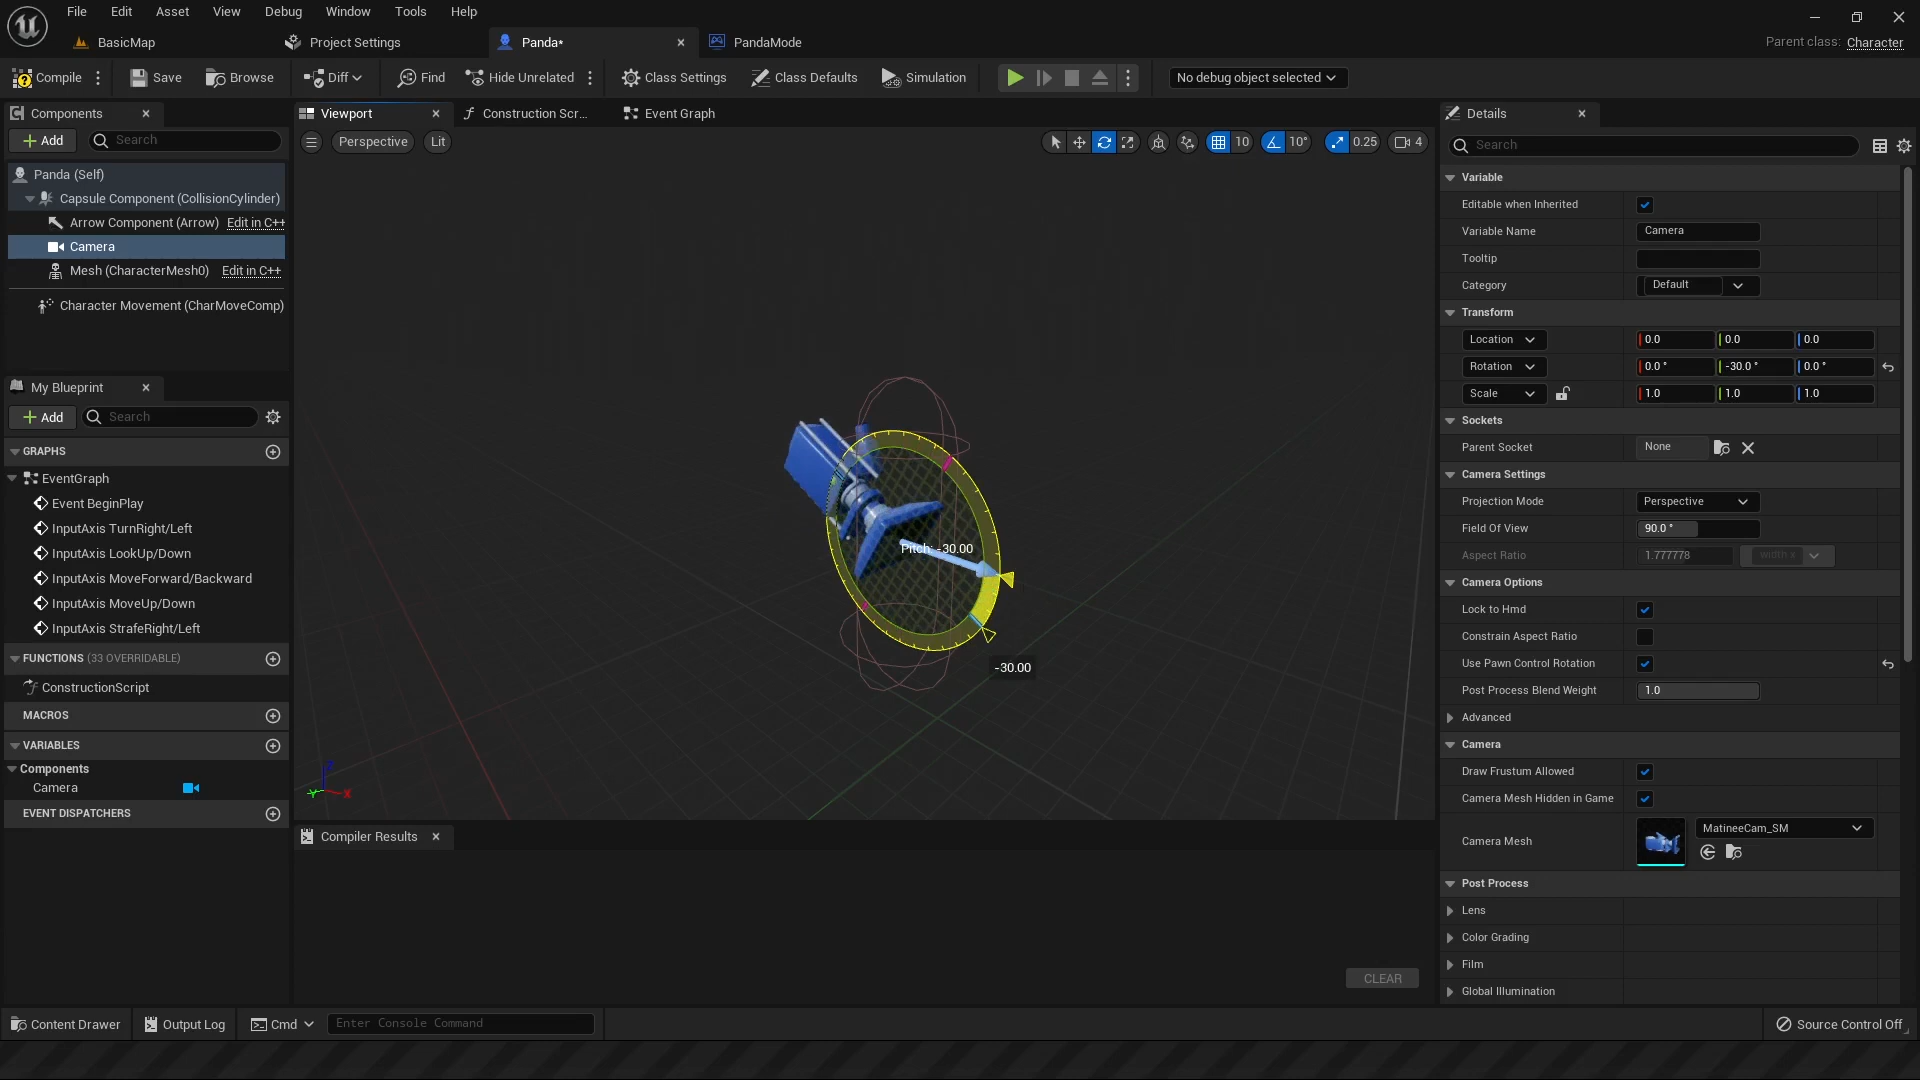 File Edit Asset View Debug Window Tools Help
BasicMap Project Settings Panda* PandaMode
Parent class: Character
Compile Save Browse Diff Find Hide Unrelated Class Settings Class Defaults Simulation No debug object selected
Components
Add Search
Panda (Self)
Capsule Component (CollisionCylinder)
Arrow Component (Arrow) Edit in C++
Camera
Mesh (CharacterMesh0) Edit in C++
Character Movement (CharMoveComp)
My Blueprint
Add Search
GRAPHS
EventGraph
Event BeginPlay
InputAxis TurnRight/Left
InputAxis LookUp/Down
InputAxis MoveForward/Backward
InputAxis MoveUp/Down
InputAxis StrafeRight/Left
FUNCTIONS (33 OVERRIDABLE)
ConstructionScript
MACROS
VARIABLES
Components
Camera
EVENT DISPATCHERS
Viewport Construction Scr... Event Graph
Perspective Lit 10 10° 0.25 4
Pitch: -30.00
-30.00
Z
Y X
Compiler Results
CLEAR
Details
Search
Variable
Editable when Inherited
Variable Name Camera
Tooltip
Category Default
Transform
Location 0.0 0.0 0.0
Rotation 0.0 ° -30.0 ° 0.0 °
Scale 1.0 1.0 1.0
Sockets
Parent Socket None
Camera Settings
Projection Mode Perspective
Field Of View 90.0 °
Aspect Ratio 1.777778 width x
Camera Options
Lock to Hmd
Constrain Aspect Ratio
Use Pawn Control Rotation
Post Process Blend Weight 1.0
Advanced
Camera
Draw Frustum Allowed
Camera Mesh Hidden in Game
Camera Mesh MatineeCam_SM
Post Process
Lens
Color Grading
Film
Global Illumination
Content Drawer Output Log Cmd Enter Console Command Source Control Off